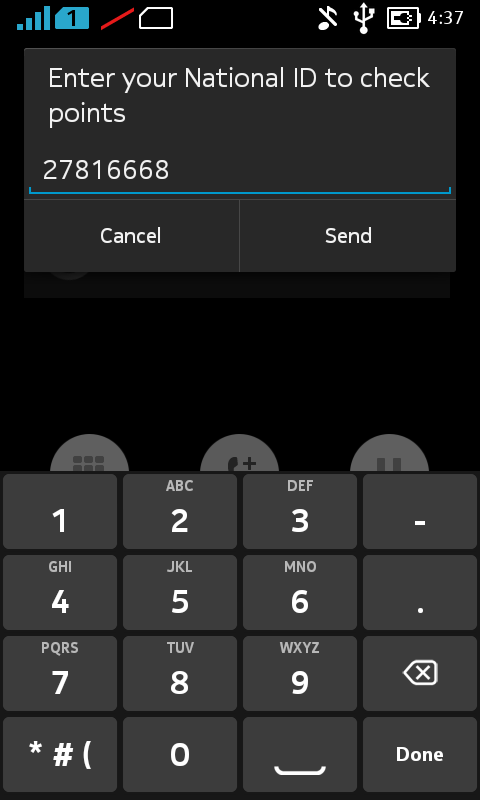 1 4:37
Enter your National ID to check
points
27816668
Cancel Send
1 ABC 2 DEF 3 -
GHI 4 JKL 5 MNO 6 .
PQRS 7 TUV 8 WXYZ 9
* # ( 0 Done